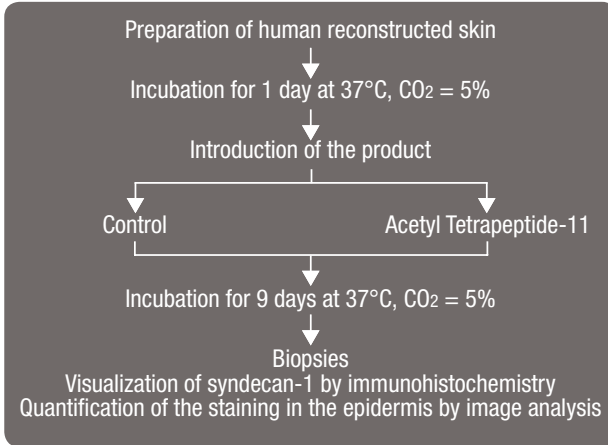 Preparation of human reconstructed skin
Incubation for 1 day at 37°C, CO2 = 5%
Introduction of the product
Control
Acetyl Tetrapeptide-11
Incubation for 9 days at 37°C, CO2 = 5%
Biopsies
Visualization of syndecan-1 by immunohistochemistry
Quantification of the staining in the epidermis by image analysis